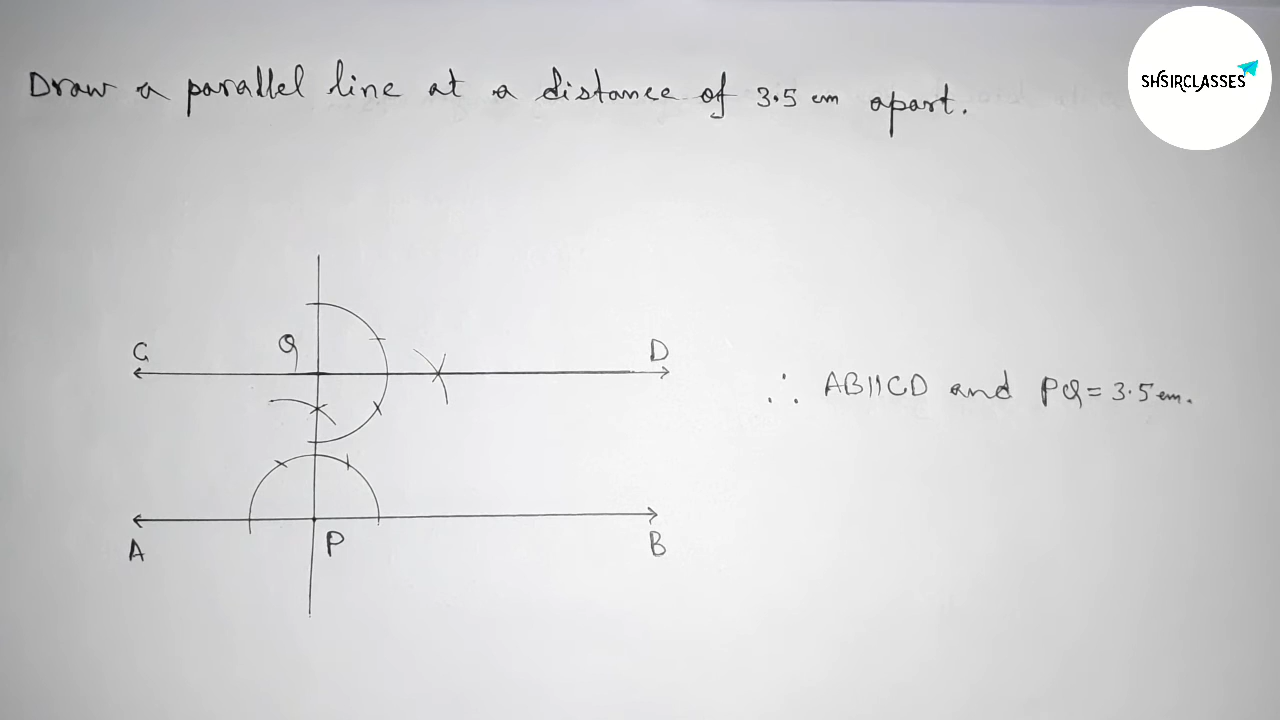 Draw a parallel line at a distance of 3.5 cm apart.
SHSIRCLASSES
Q
C
D
∴ AB||CD and PQ = 3.5 cm.
A
P
B